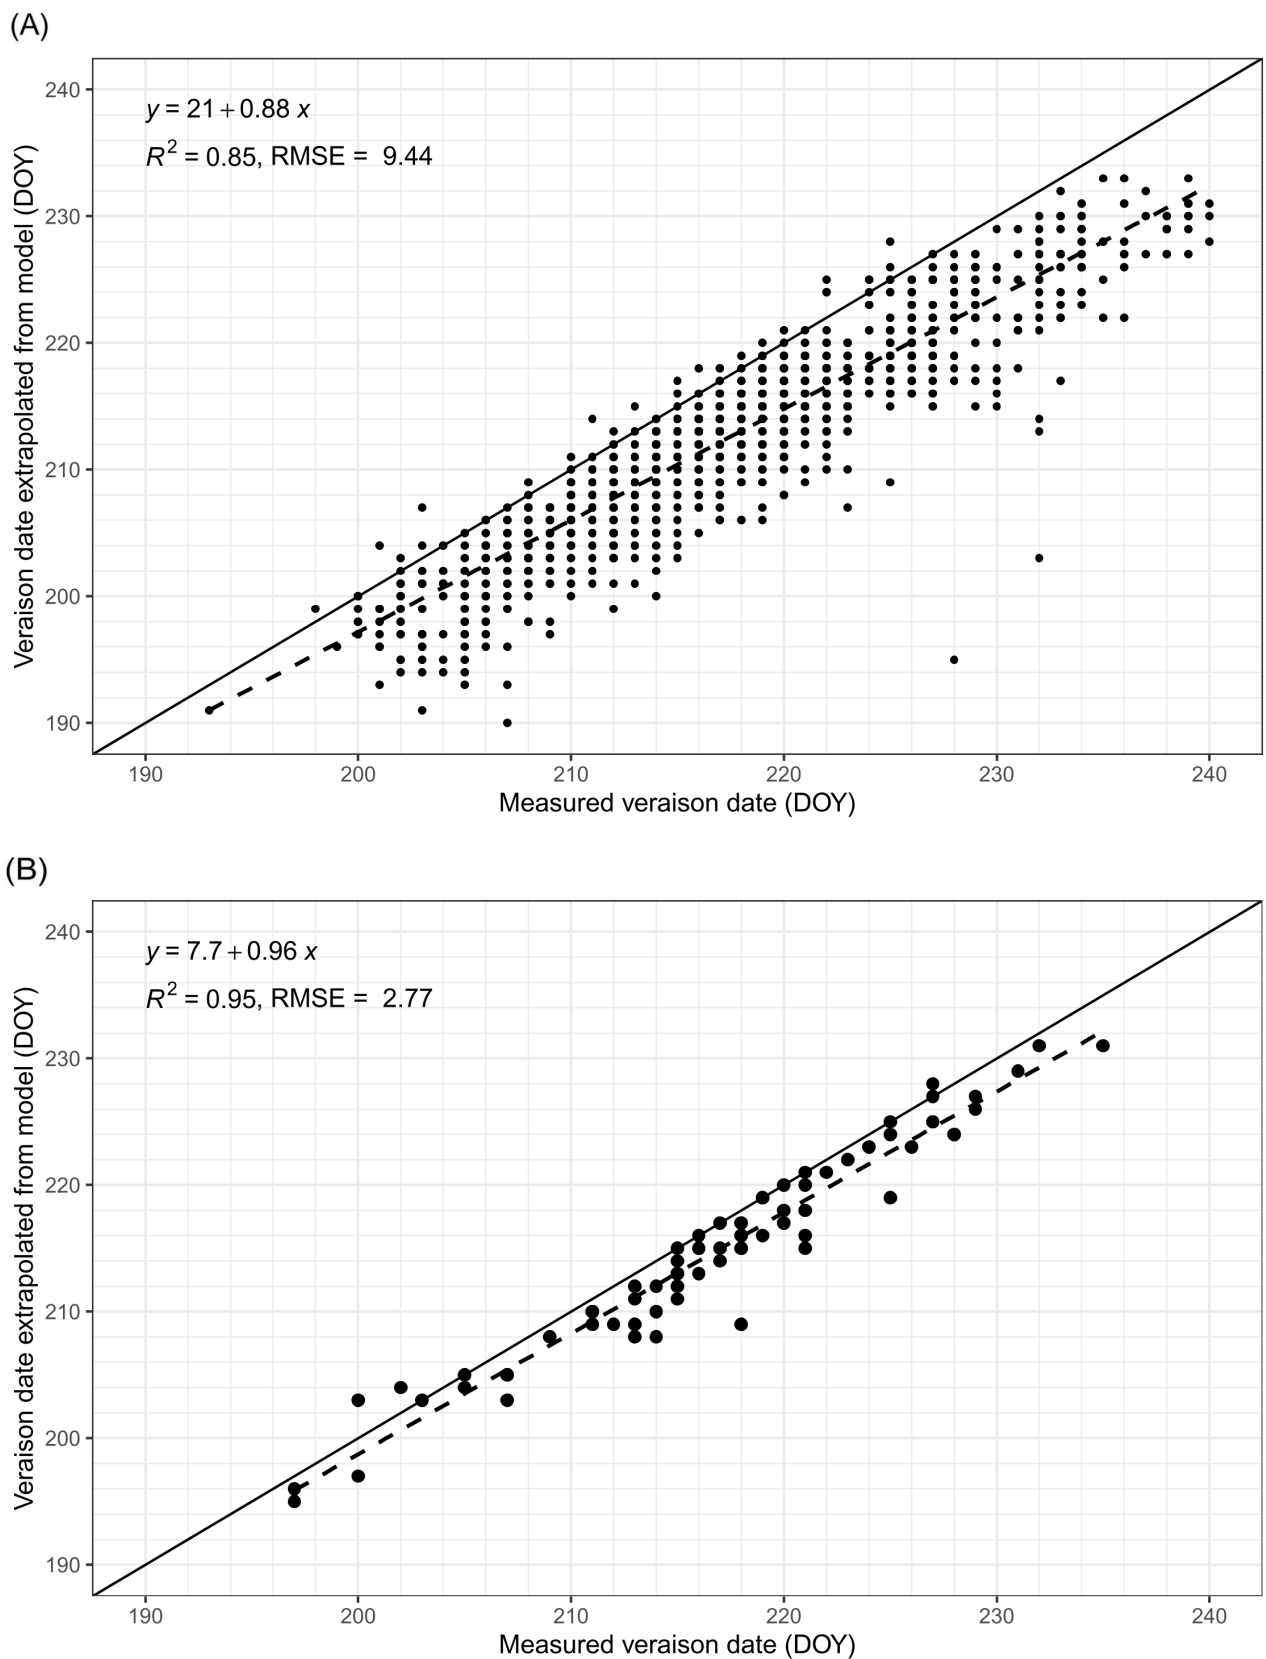 (A)
240
230
220
210
200
190
Veraison date extrapolated from model (DOY)
y = 21 + 0.88 x
R² = 0.85, RMSE = 9.44
190 200 210 220 230 240
Measured veraison date (DOY)
(B)
240
230
220
210
200
190
Veraison date extrapolated from model (DOY)
y = 7.7 + 0.96 x
R² = 0.95, RMSE = 2.77
190 200 210 220 230 240
Measured veraison date (DOY)